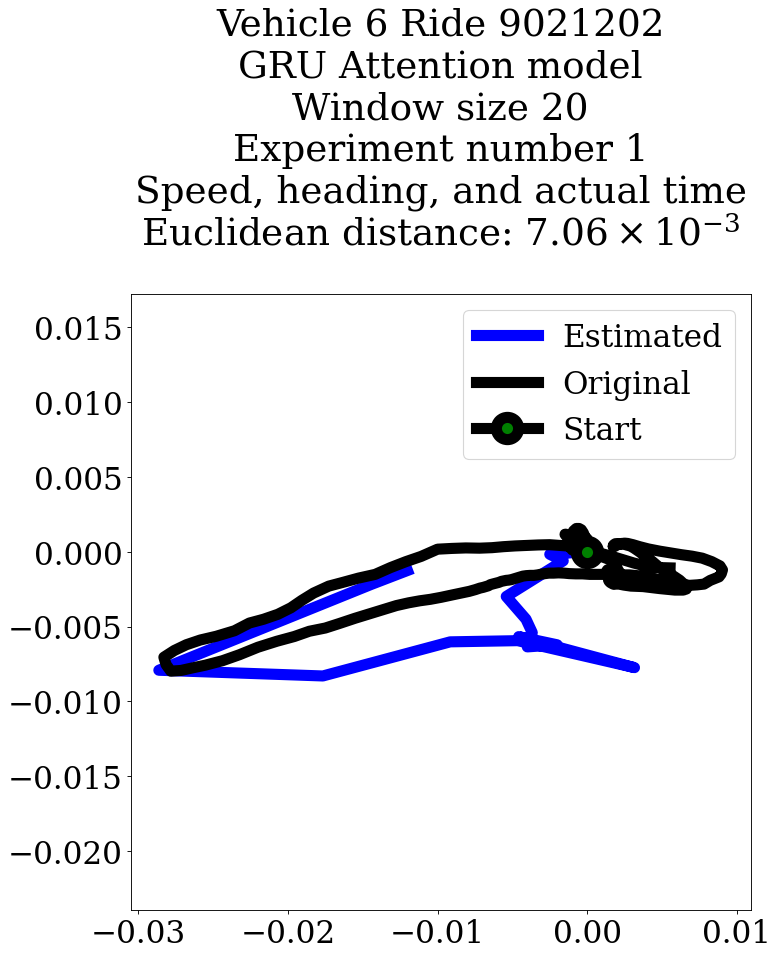 Vehicle 6 Ride 9021202
GRU Attention model
Window size 20
Experiment number 1
Speed, heading, and actual time
Euclidean distance: 7.06 × 10⁻³
Estimated
Original
Start
0.015
0.010
0.005
0.000
−0.005
−0.010
−0.015
−0.020
−0.03
−0.02
−0.01
0.00
0.01